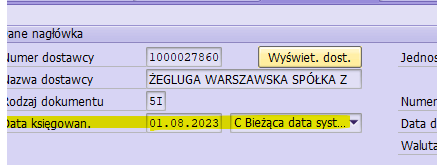 ane nagłówka
Numer dostawcy 1000027860 Wyświet. dost. Jednos
Nazwa dostawcy ŻEGLUGA WARSZAWSKA SPÓŁKA Z
Rodzaj dokumentu 5I Numer
Data księgowan. 01.08.2023 C Bieżąca data syst... Data d
Waluta